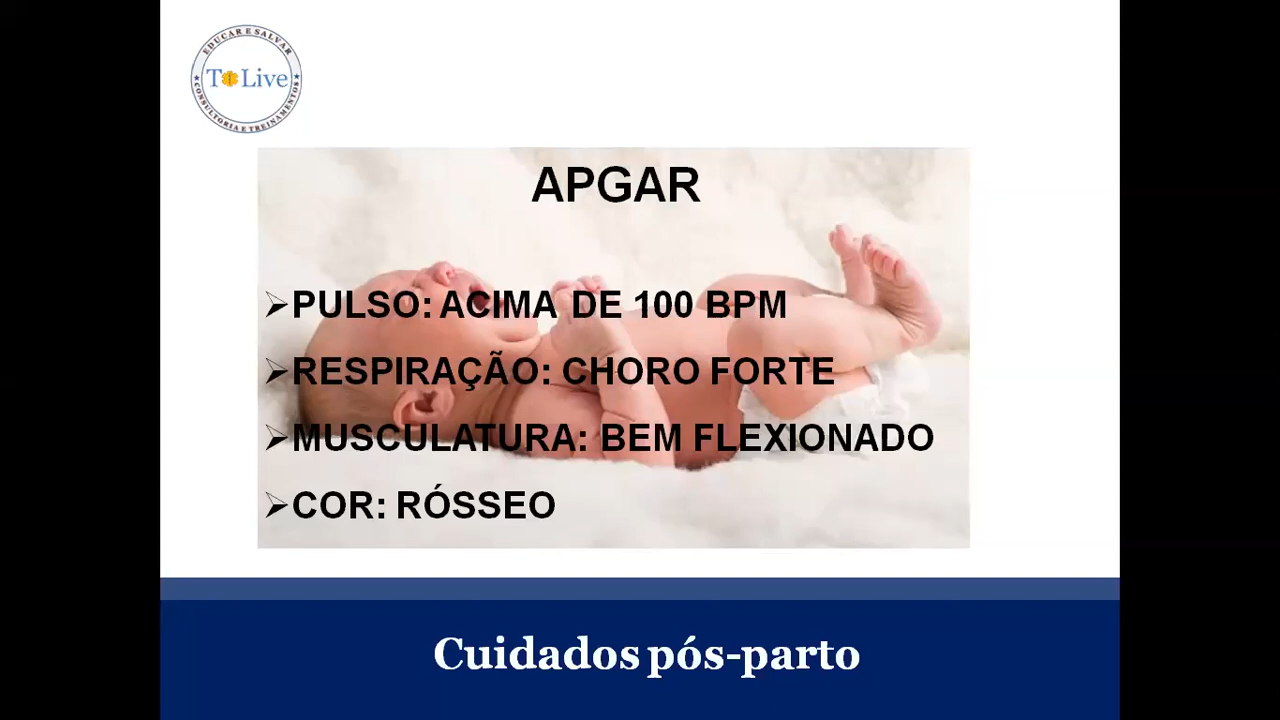 EDUCAR E SALVAR
To Live
CONSULTORIA E TREINAMENTOS
APGAR
➢PULSO: ACIMA DE 100 BPM
➢RESPIRAÇÃO: CHORO FORTE
➢MUSCULATURA: BEM FLEXIONADO
➢COR: RÓSSEO
Cuidados pós-parto